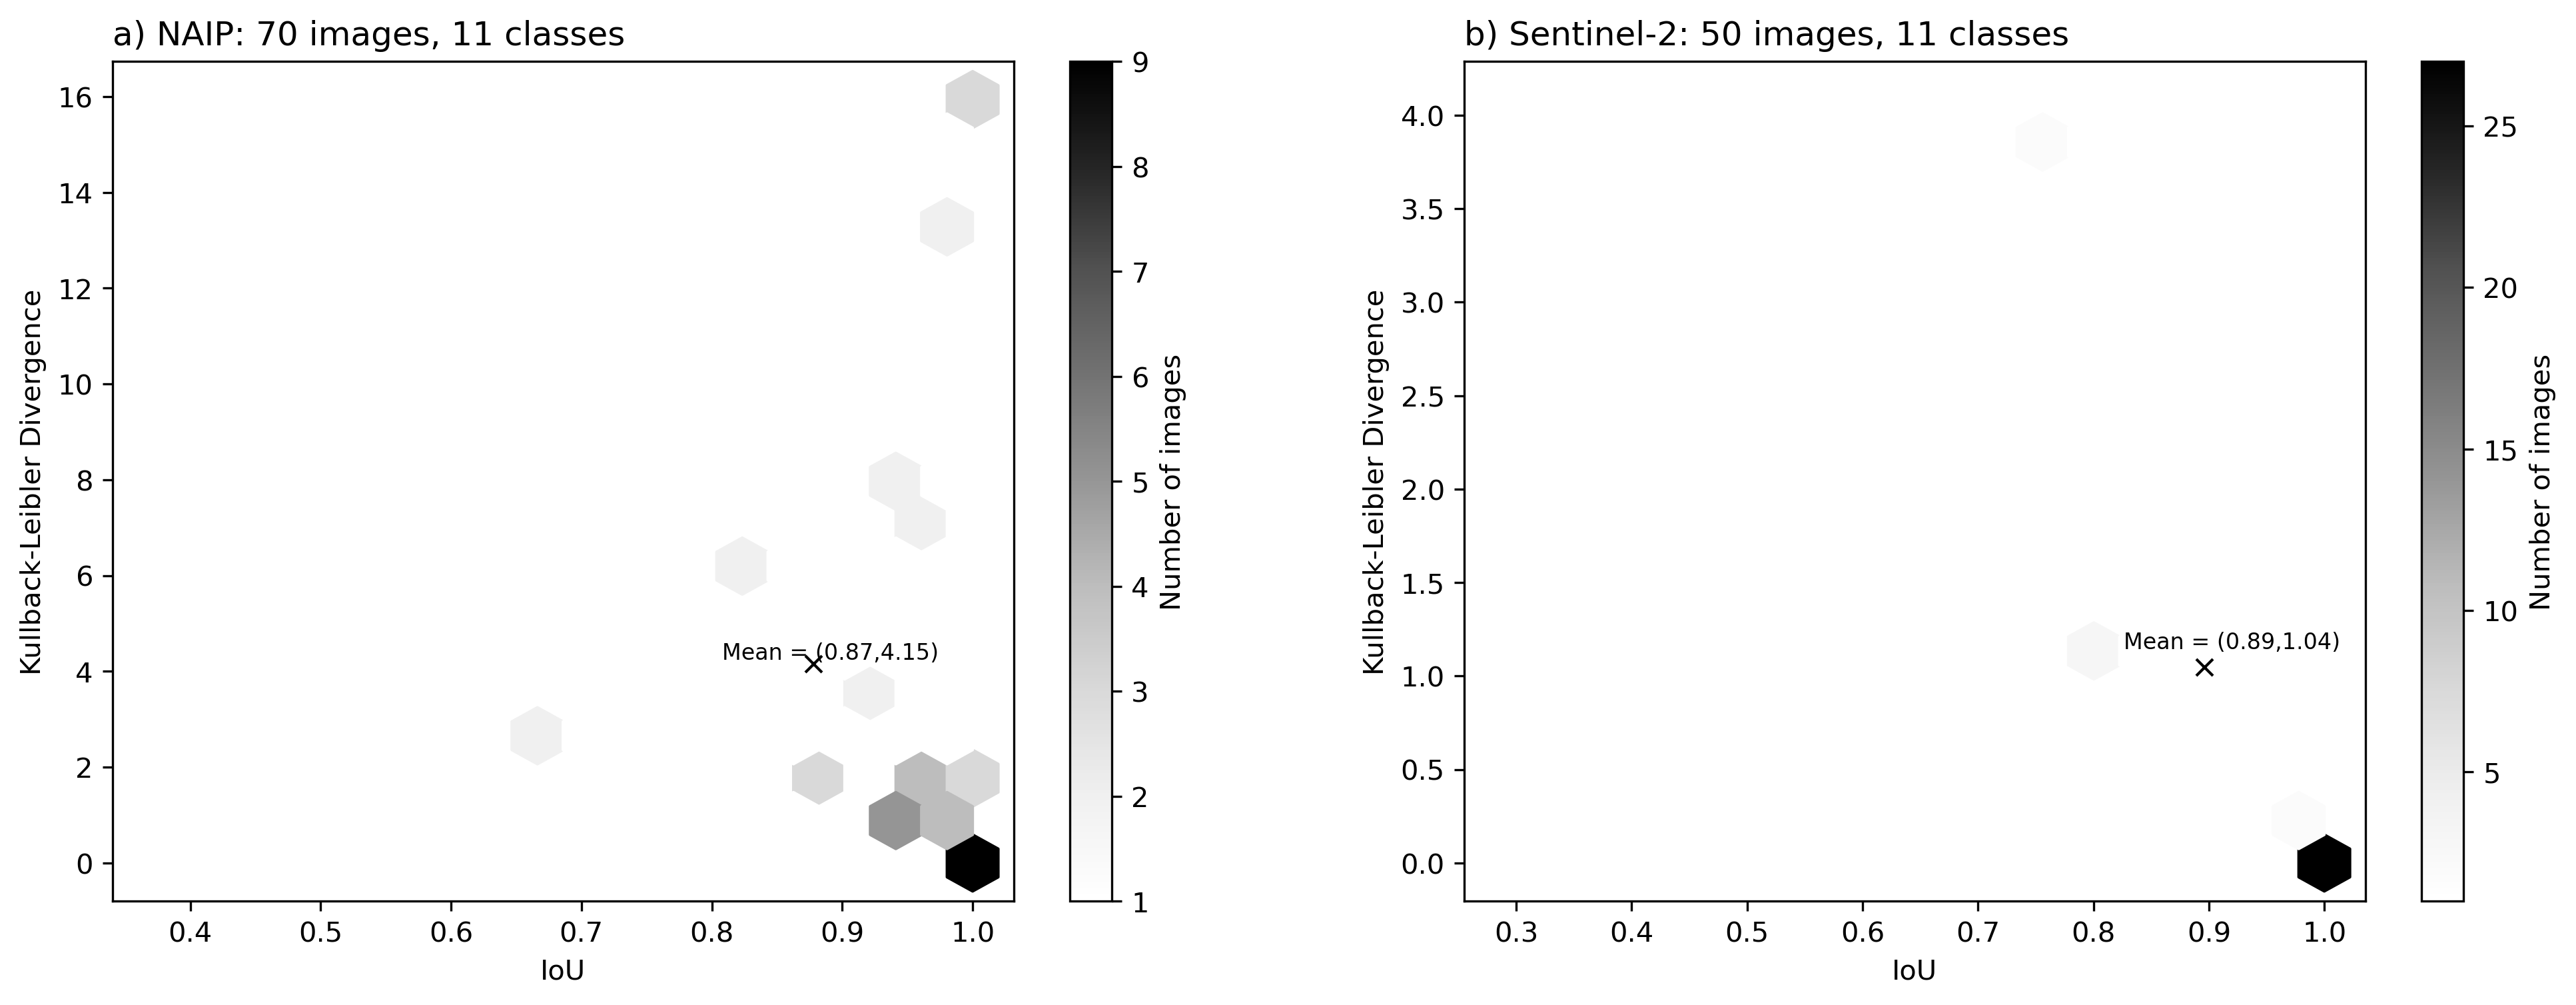 a) NAIP: 70 images, 11 classes
Kullback-Leibler Divergence
16
14
12
10
8
6
4
2
0
Mean = (0.87,4.15)
0.4 0.5 0.6 0.7 0.8 0.9 1.0
IoU
9
8
7
6
5
4
3
2
1
Number of images
b) Sentinel-2: 50 images, 11 classes
Kullback-Leibler Divergence
4.0
3.5
3.0
2.5
2.0
1.5
1.0
0.5
0.0
Mean = (0.89,1.04)
0.3 0.4 0.5 0.6 0.7 0.8 0.9 1.0
IoU
25
20
15
10
5
Number of images